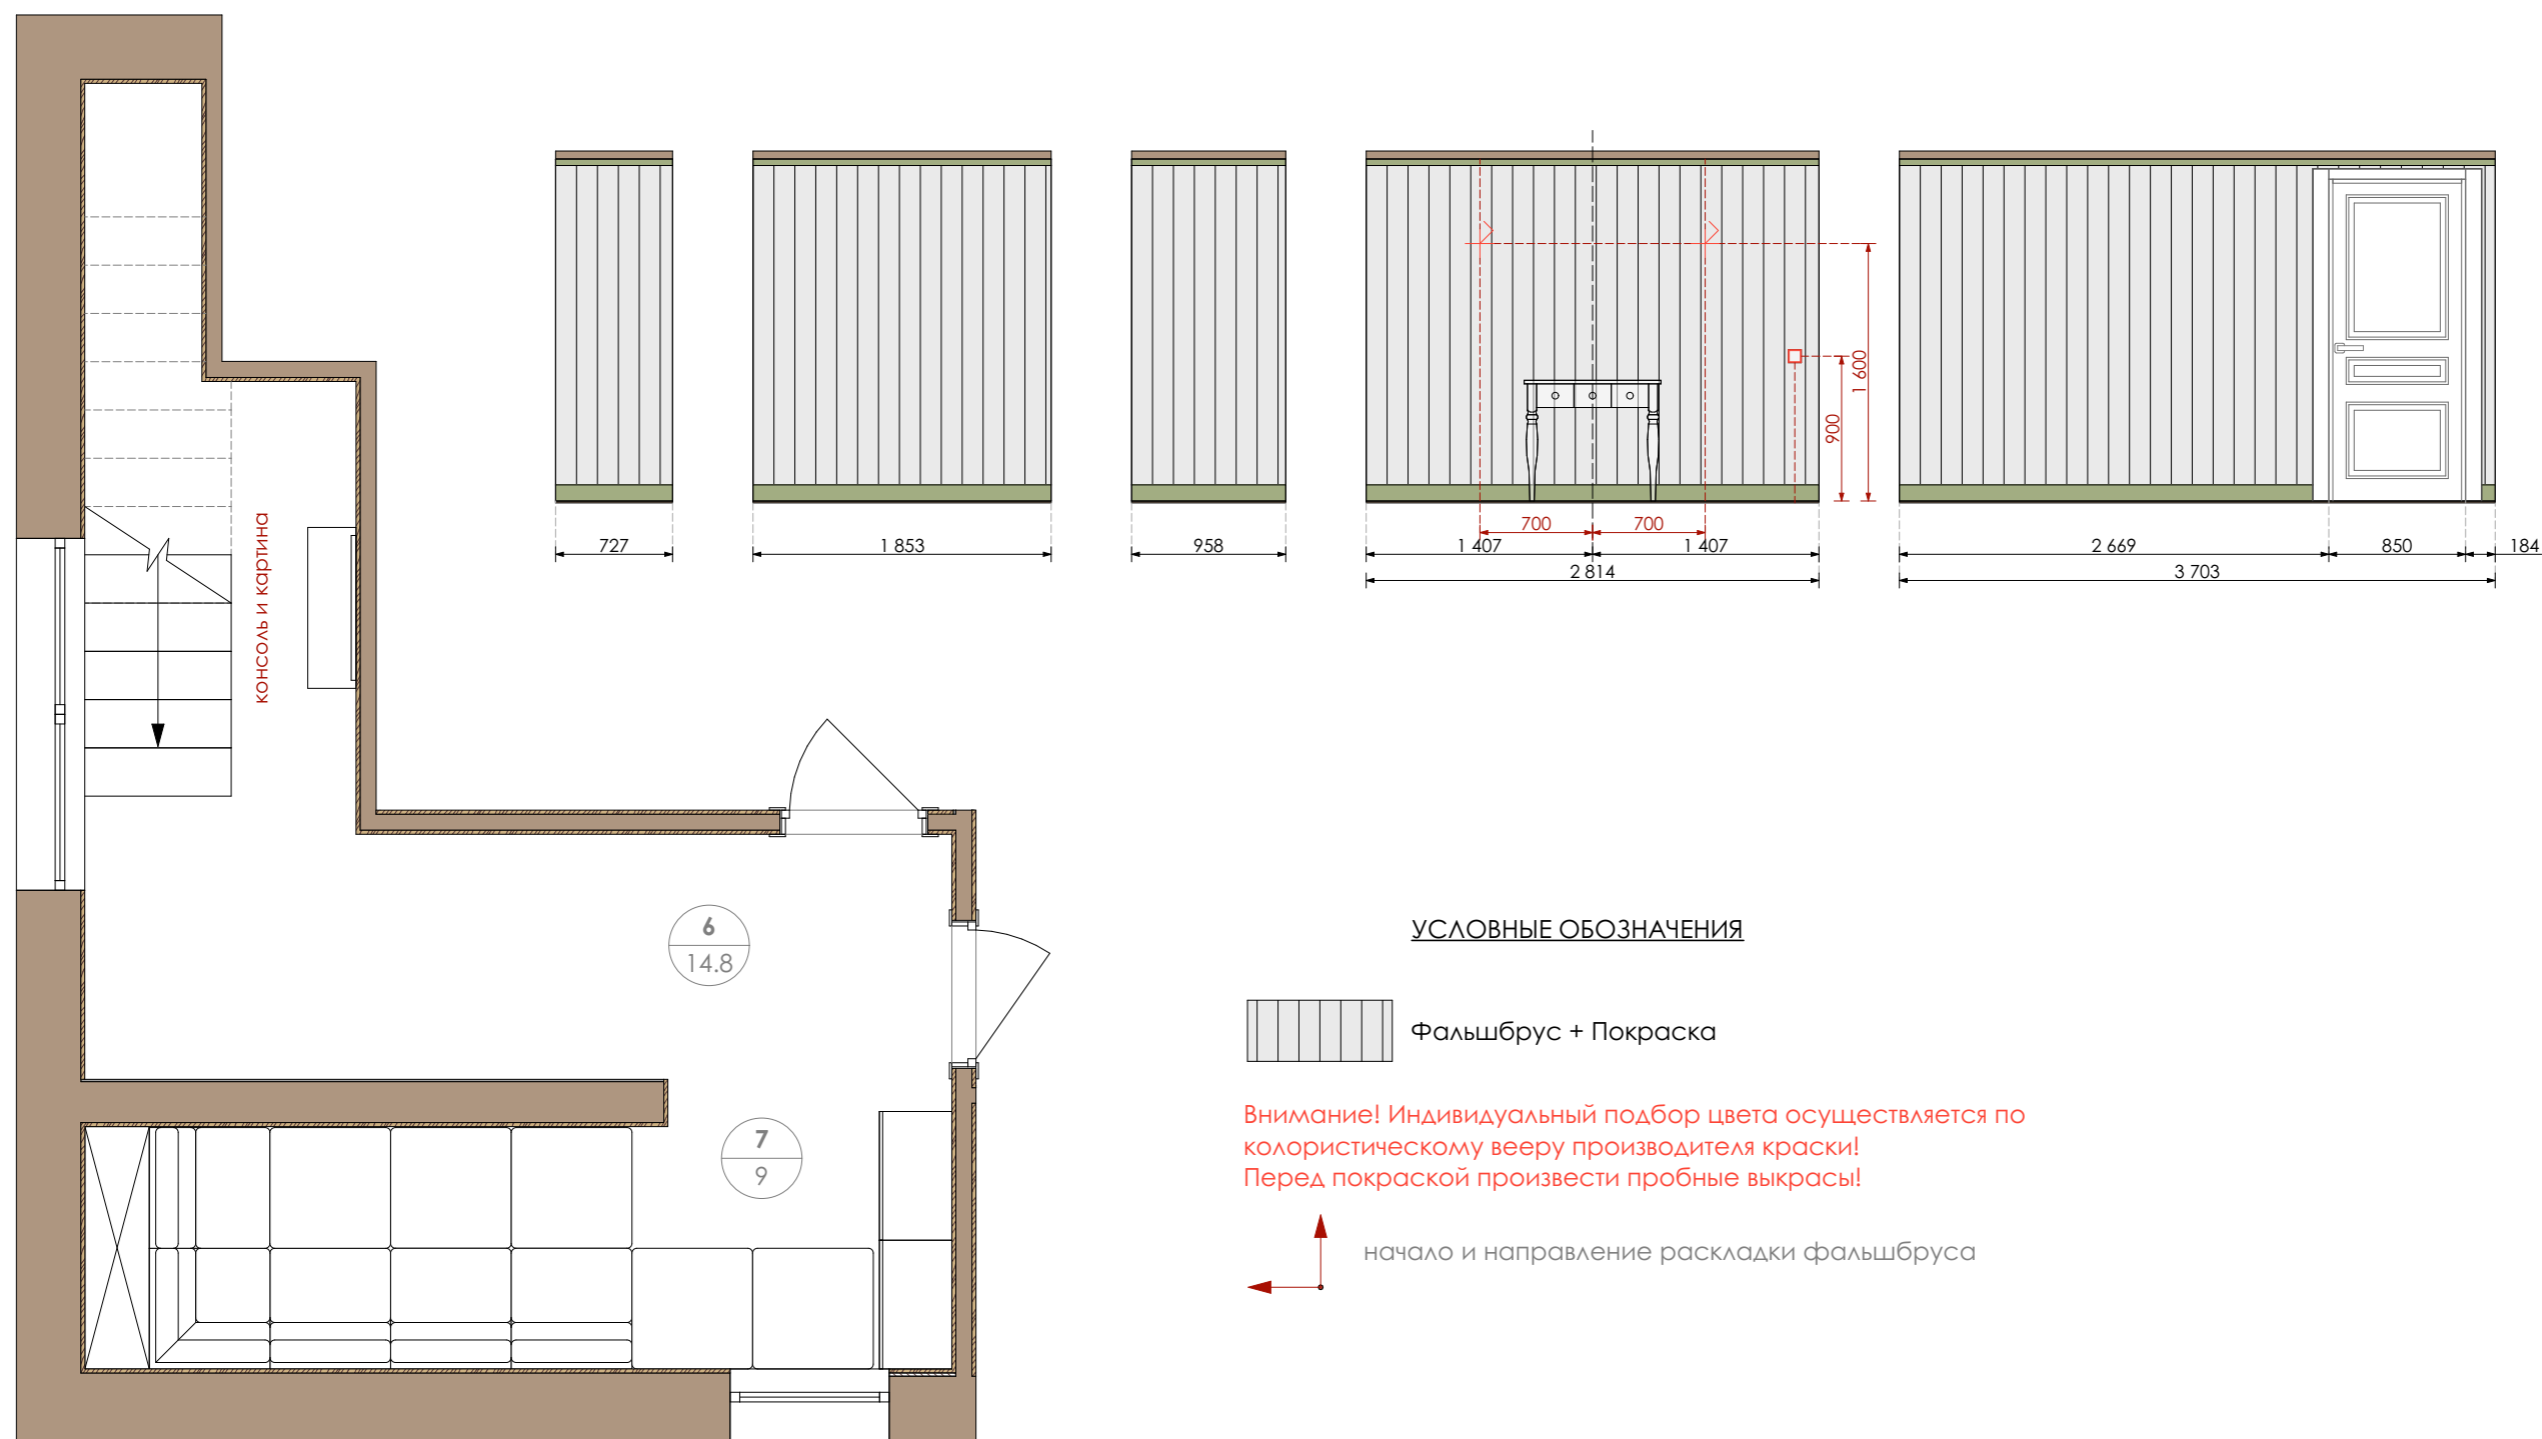 консоль и картина
727
1 853
958
700
700
1 407
1 407
2 814
900
1 600
2 669
850
184
3 703
6
14.8
7
9
УСЛОВНЫЕ ОБОЗНАЧЕНИЯ
Фальшбрус + Покраска
Внимание! Индивидуальный подбор цвета осуществляется по
колористическому вееру производителя краски!
Перед покраской произвести пробные выкрасы!
начало и направление раскладки фальшбруса